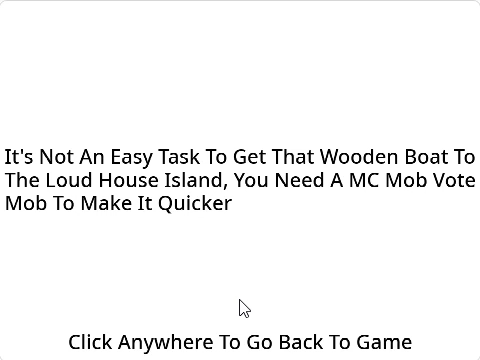 It's Not An Easy Task To Get That Wooden Boat To
The Loud House Island, You Need A MC Mob Vote
Mob To Make It Quicker
Click Anywhere To Go Back To Game